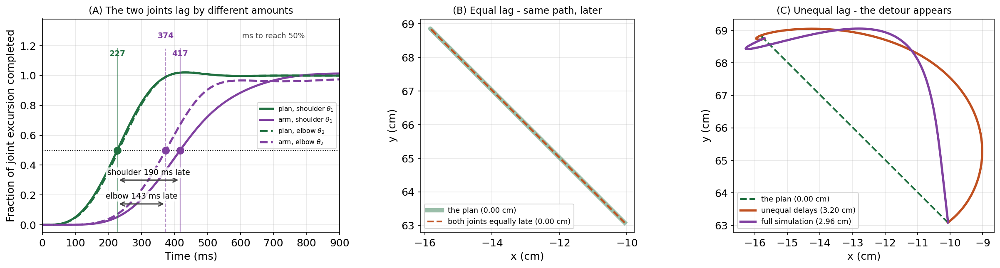 (A) The two joints lag by different amounts
Fraction of joint excursion completed
1.2
1.0
0.8
0.6
0.4
0.2
0.0
374
ms to reach 50%
227
417
plan, shoulder θ1
arm, shoulder θ1
plan, elbow θ2
arm, elbow θ2
shoulder 190 ms late
elbow 143 ms late
0 100 200 300 400 500 600 700 800 900
Time (ms)
(B) Equal lag - same path, later
y (cm)
69
68
67
66
65
64
63
the plan (0.00 cm)
both joints equally late (0.00 cm)
−16 −14 −12 −10
x (cm)
(C) Unequal lag - the detour appears
y (cm)
69
68
67
66
65
64
63
the plan (0.00 cm)
unequal delays (3.20 cm)
full simulation (2.96 cm)
−16 −15 −14 −13 −12 −11 −10 −9
x (cm)